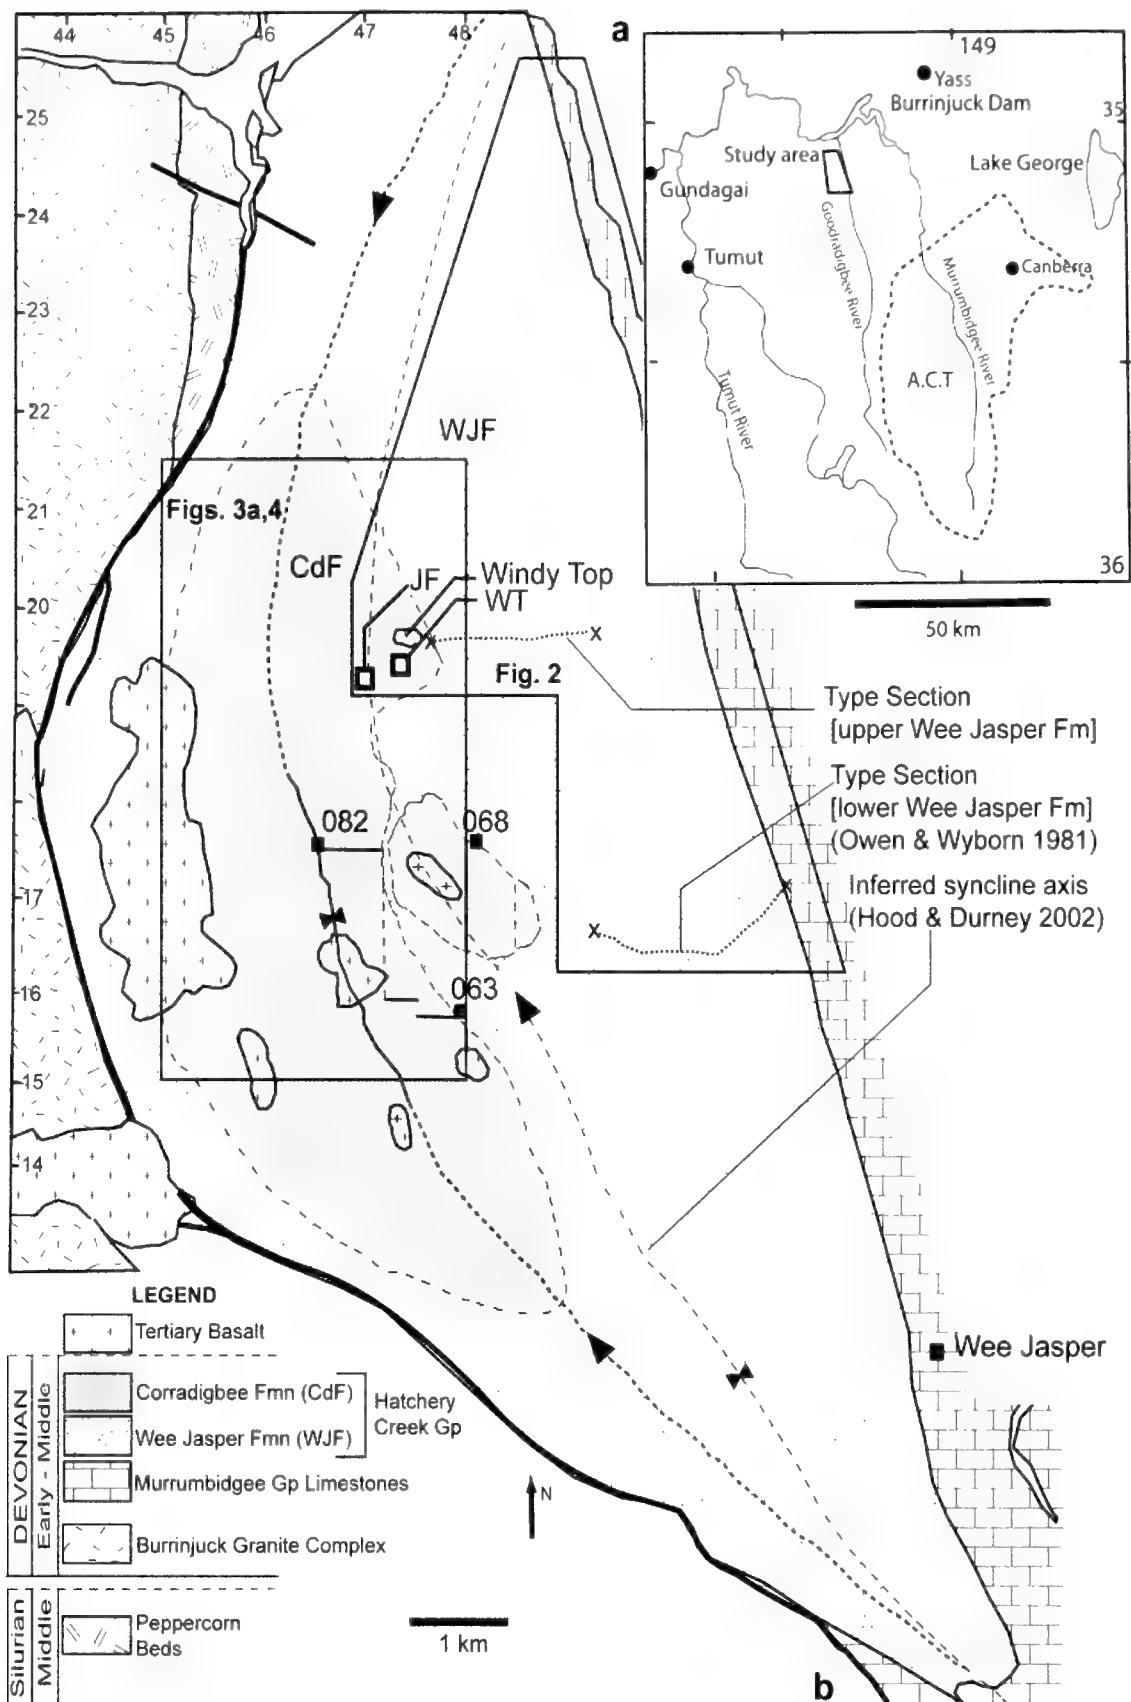 44 45 46 47 48
a
149
Yass
Burrinjuck Dam
35
Study area
Lake George
Gundagai
Goodradigbee River
Tumut
Murrumbidgee River
Canberra
A.C.T
Tumut River
36
50 km
25
24
23
22
21
20
17
16
15
14
WJF
Figs. 3a,4
CdF
JF
Windy Top
WT
x
x
Fig. 2
Type Section
[upper Wee Jasper Fm]
Type Section
[lower Wee Jasper Fm]
(Owen & Wyborn 1981)
082
068
x
Inferred syncline axis
(Hood & Durney 2002)
x
063
Wee Jasper
LEGEND
Tertiary Basalt
DEVONIAN
Early - Middle
Corradigbee Fmn (CdF)
Wee Jasper Fmn (WJF)
Hatchery
Creek Gp
Murrumbidgee Gp Limestones
Burrinjuck Granite Complex
Silurian
Middle
Peppercorn
Beds
N
1 km
b